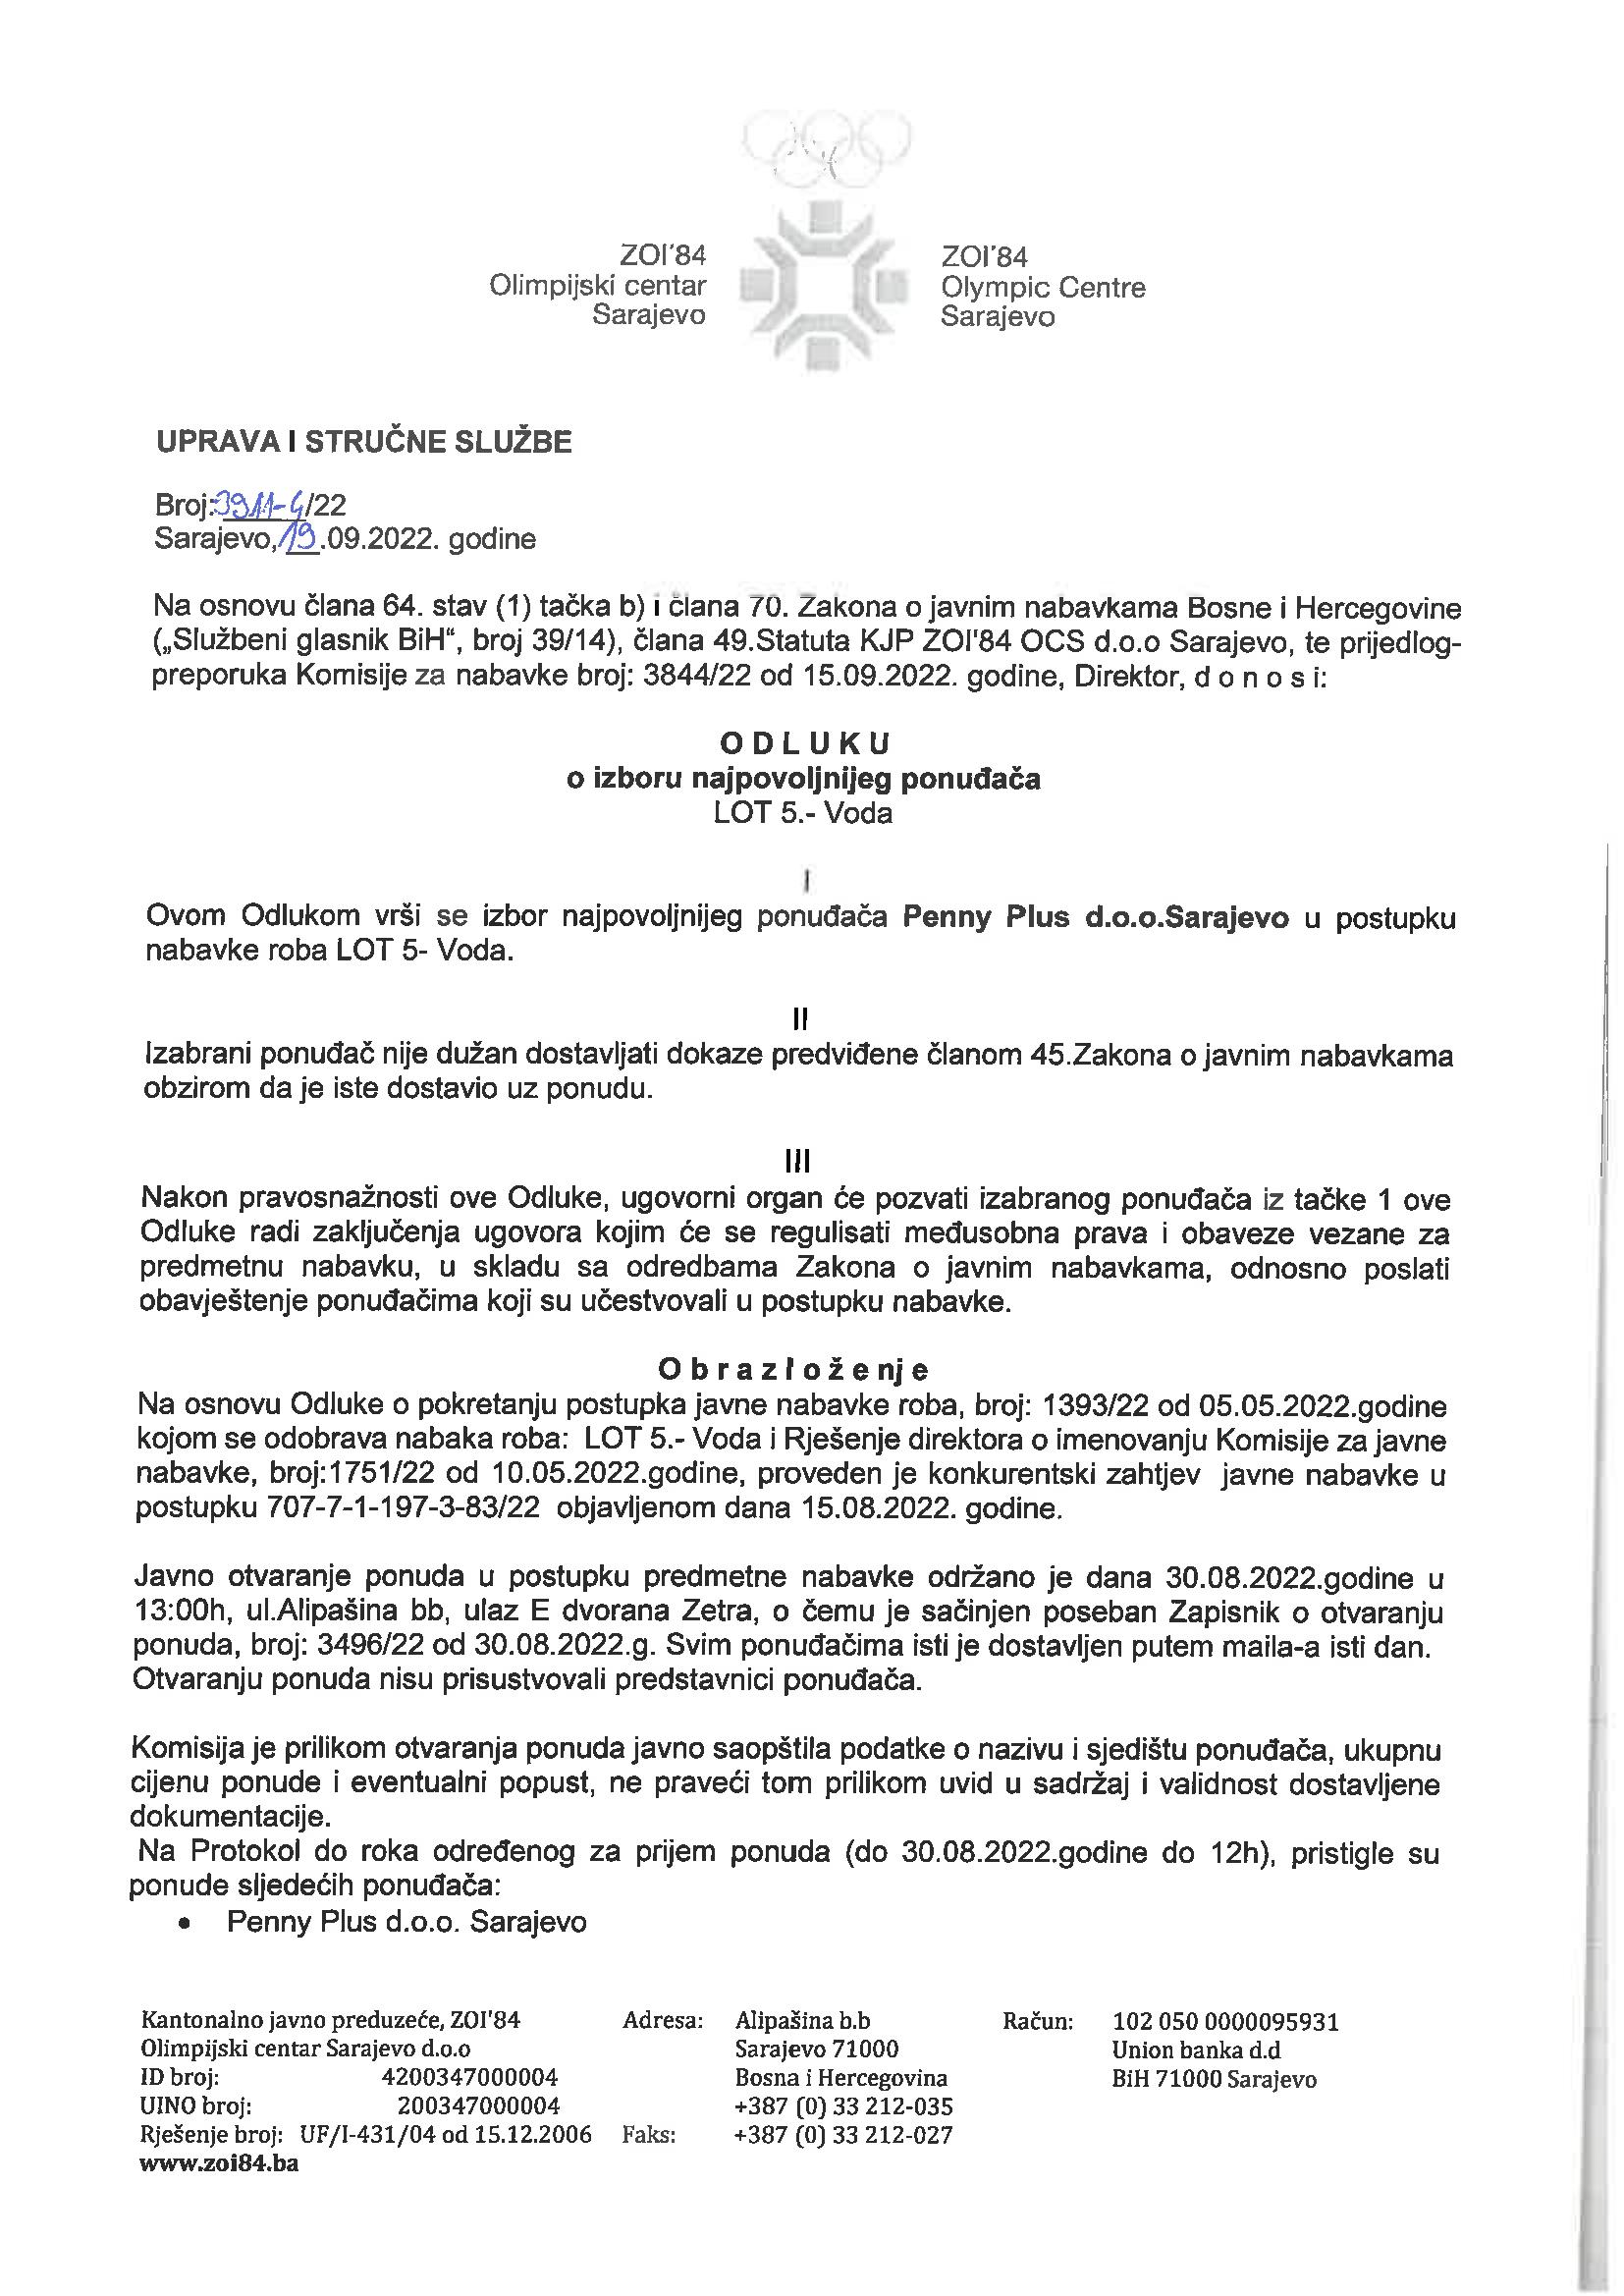 ZOI'84
Olimpijski centar
Sarajevo
ZOI'84
Olympic Centre
Sarajevo
UPRAVA I STRUČNE SLUŽBE
Broj:3911-4/22
Sarajevo,19.09.2022. godine
Na osnovu člana 64. stav (1) tačka b) i člana 70. Zakona o javnim nabavkama Bosne i Hercegovine
(„Službeni glasnik BiH“, broj 39/14), člana 49.Statuta KJP ZOI'84 OCS d.o.o Sarajevo, te prijedlog-
preporuka Komisije za nabavke broj: 3844/22 od 15.09.2022. godine, Direktor, d o n o s i:
O D L U K U
o izboru najpovoljnijeg ponuđača
LOT 5.- Voda
I
Ovom Odlukom vrši se izbor najpovoljnijeg ponuđača Penny Plus d.o.o.Sarajevo u postupku
nabavke roba LOT 5- Voda.
II
Izabrani ponuđač nije dužan dostavljati dokaze predviđene članom 45.Zakona o javnim nabavkama
obzirom da je iste dostavio uz ponudu.
III
Nakon pravosnažnosti ove Odluke, ugovorni organ će pozvati izabranog ponuđača iz tačke 1 ove
Odluke radi zaključenja ugovora kojim će se regulisati međusobna prava i obaveze vezane za
predmetnu nabavku, u skladu sa odredbama Zakona o javnim nabavkama, odnosno poslati
obavještenje ponuđačima koji su učestvovali u postupku nabavke.
O b r a z l o ž e nj e
Na osnovu Odluke o pokretanju postupka javne nabavke roba, broj: 1393/22 od 05.05.2022.godine
kojom se odobrava nabaka roba: LOT 5.- Voda i Rješenje direktora o imenovanju Komisije za javne
nabavke, broj:1751/22 od 10.05.2022.godine, proveden je konkurentski zahtjev javne nabavke u
postupku 707-7-1-197-3-83/22 objavljenom dana 15.08.2022. godine.
Javno otvaranje ponuda u postupku predmetne nabavke održano je dana 30.08.2022.godine u
13:00h, ul.Alipašina bb, ulaz E dvorana Zetra, o čemu je sačinjen poseban Zapisnik o otvaranju
ponuda, broj: 3496/22 od 30.08.2022.g. Svim ponuđačima isti je dostavljen putem maila-a isti dan.
Otvaranju ponuda nisu prisustvovali predstavnici ponuđača.
Komisija je prilikom otvaranja ponuda javno saopštila podatke o nazivu i sjedištu ponuđača, ukupnu
cijenu ponude i eventualni popust, ne praveći tom prilikom uvid u sadržaj i validnost dostavljene
dokumentacije.
Na Protokol do roka određenog za prijem ponuda (do 30.08.2022.godine do 12h), pristigle su
ponude sljedećih ponuđača:
• Penny Plus d.o.o. Sarajevo
Kantonalno javno preduzeće, ZOI'84 Adresa: Alipašina b.b Račun: 102 050 0000095931
Olimpijski centar Sarajevo d.o.o Sarajevo 71000 Union banka d.d
ID broj: 4200347000004 Bosna i Hercegovina BiH 71000 Sarajevo
UINO broj: 200347000004 +387 (0) 33 212-035
Rješenje broj: UF/I-431/04 od 15.12.2006 Faks: +387 (0) 33 212-027
www.zoi84.ba